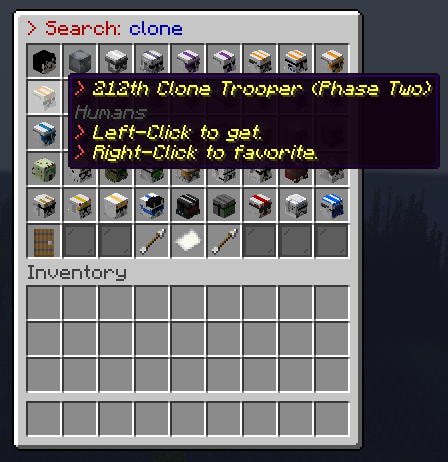 > Search: clone
> 212th Clone Trooper (Phase Two)
Humans
> Left-Click to get.
> Right-Click to favorite.
Inventory